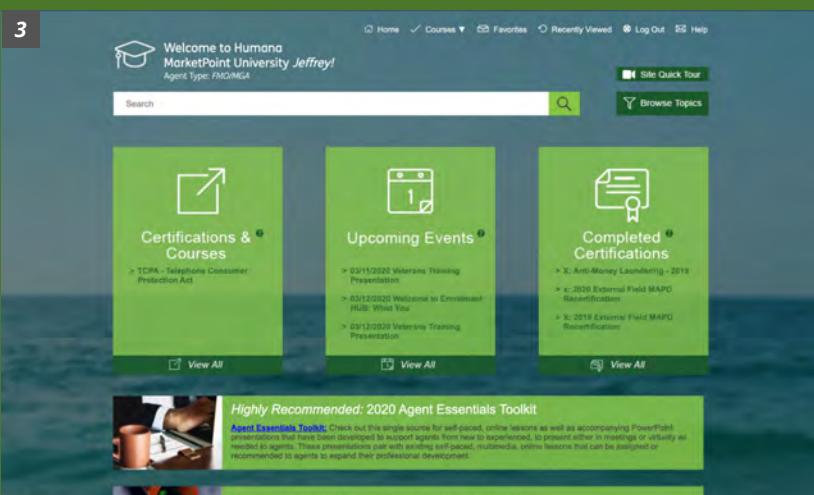 3
Home Courses ▼ Favorites Recently Viewed Log Out Help
Welcome to Humana
MarketPoint University Jeffrey!
Agent Type: FMO/MGA
Site Quick Tour
Search
Browse Topics
Certifications &
Courses
> TCPA - Telephone Consumer
Protection Act
View All
Upcoming Events
1
> 03/11/2020 Veterans Training
Presentation
> 03/12/2020 Welcome to Enrollment
HUB: What You
> 03/12/2020 Veterans Training
Presentation
View All
Completed
Certifications
> X: Anti-Money Laundering - 2019
> x: 2020 External Field MAPD
Recertification
> X: 2019 External Field MAPD
Recertification
View All
Highly Recommended: 2020 Agent Essentials Toolkit
Agent Essentials Toolkit: Check out this single source for self-paced, online lessons as well as accompanying PowerPoint
presentations that have been developed to support agents from new to experienced, to present either in meetings or virtually as
needed to agents. These presentations pair with existing self-paced, multimedia, online lessons that can be assigned or
recommended to agents to expand their professional development.